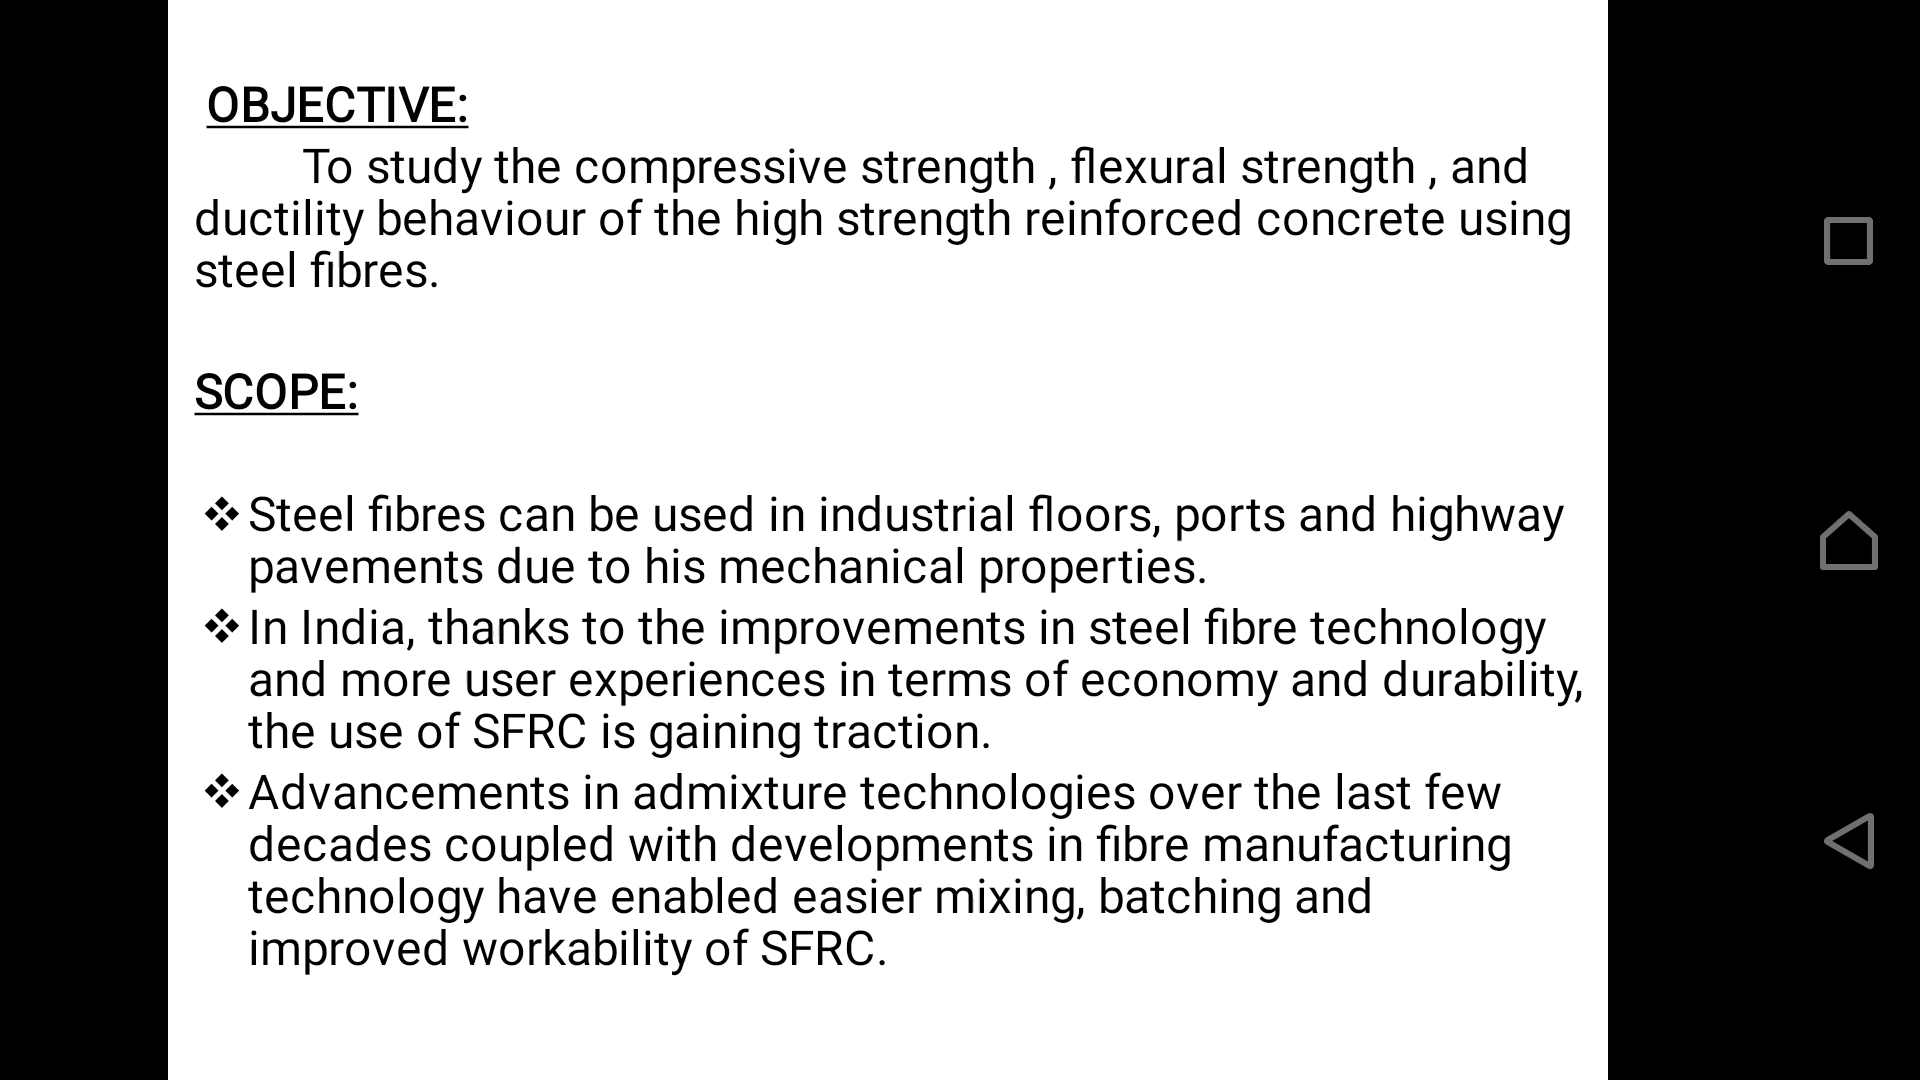 OBJECTIVE:
To study the compressive strength , flexural strength , and
ductility behaviour of the high strength reinforced concrete using
steel fibres.
SCOPE:
❖ Steel fibres can be used in industrial floors, ports and highway
pavements due to his mechanical properties.
❖ In India, thanks to the improvements in steel fibre technology
and more user experiences in terms of economy and durability,
the use of SFRC is gaining traction.
❖ Advancements in admixture technologies over the last few
decades coupled with developments in fibre manufacturing
technology have enabled easier mixing, batching and
improved workability of SFRC.